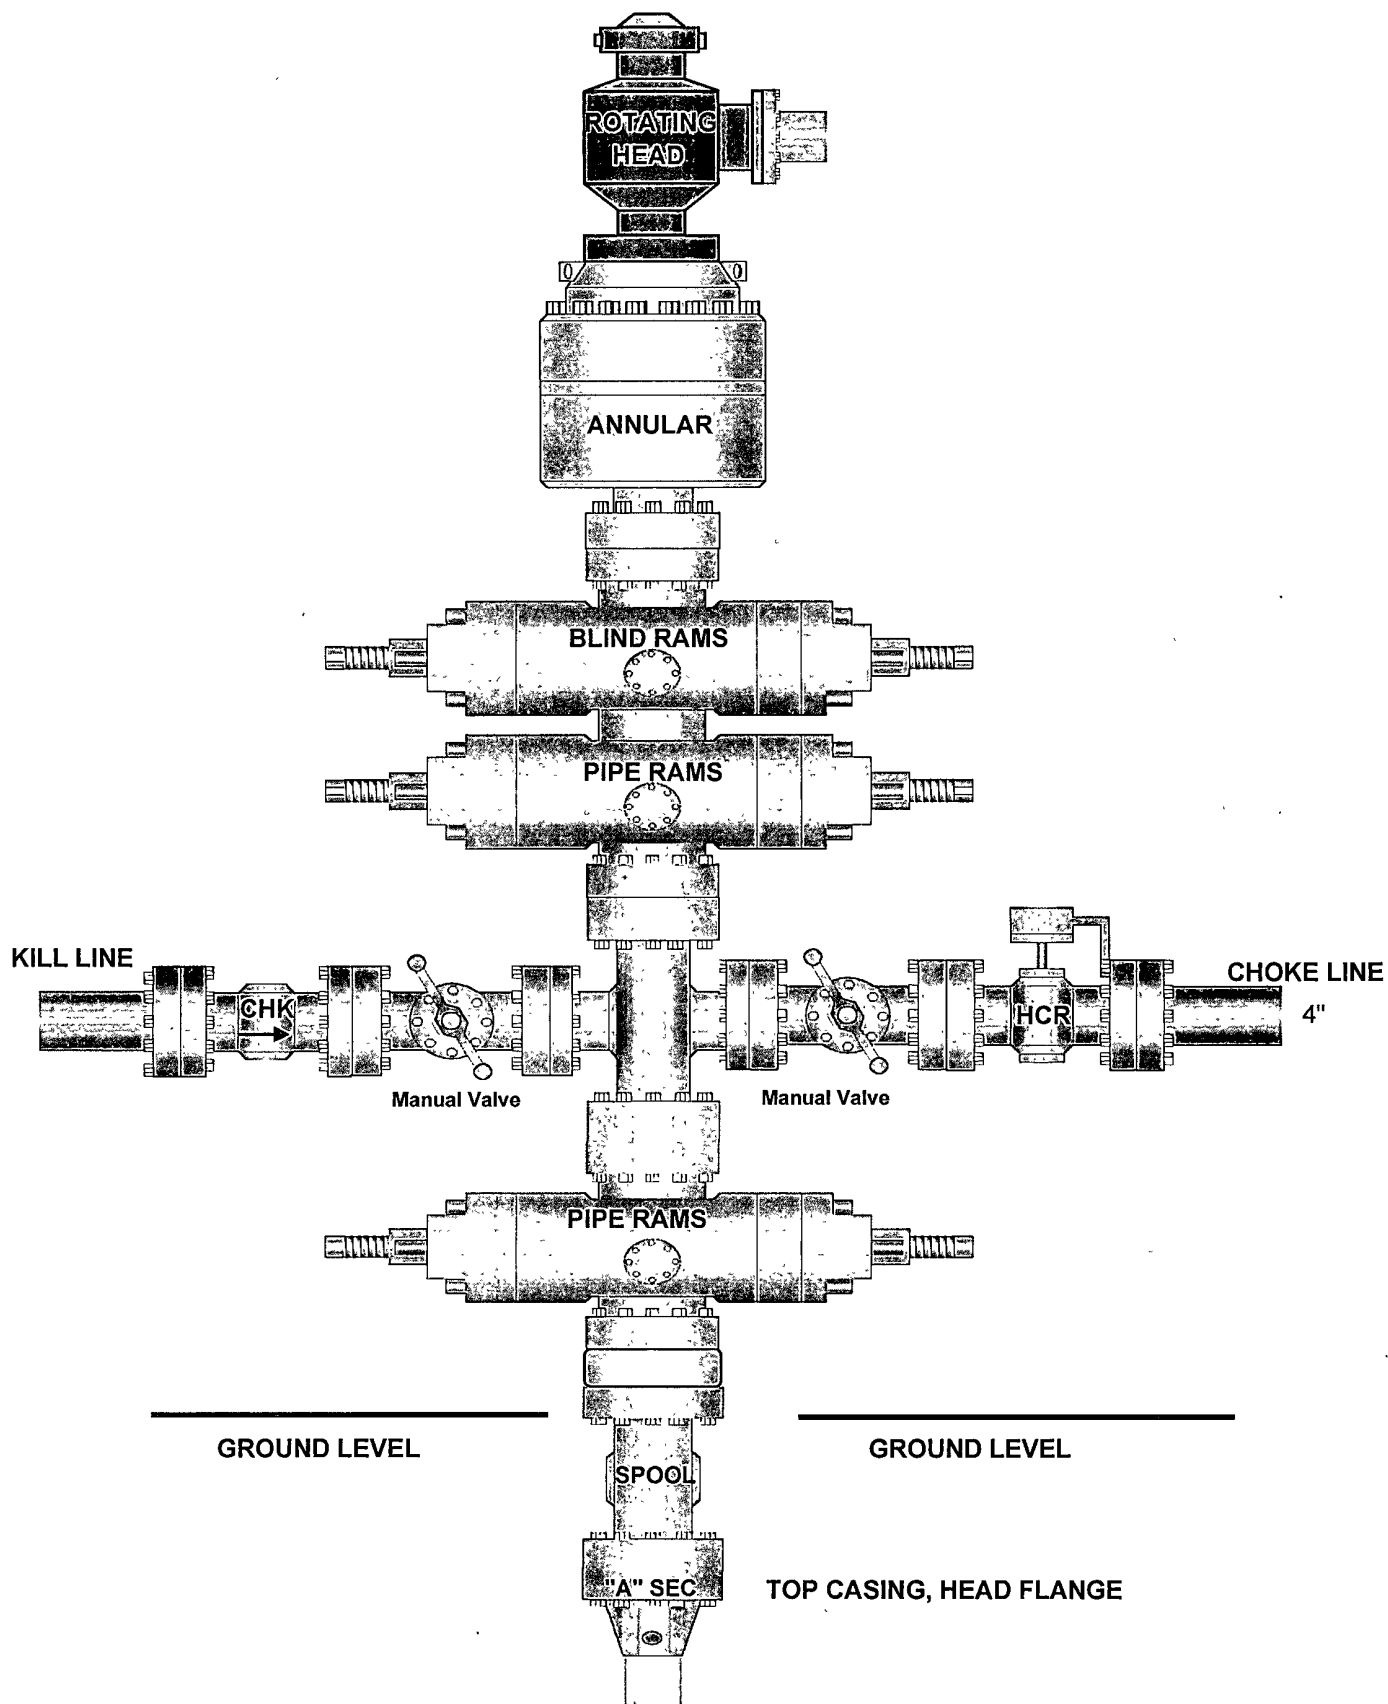 ROTATING
HEAD
ANNULAR
BLIND RAMS
PIPE RAMS
KILL LINE
CHK
Manual Valve
Manual Valve
HCR
CHOKE LINE
4"
PIPE RAMS
GROUND LEVEL
GROUND LEVEL
SPOOL
"A" SEC
TOP CASING, HEAD FLANGE